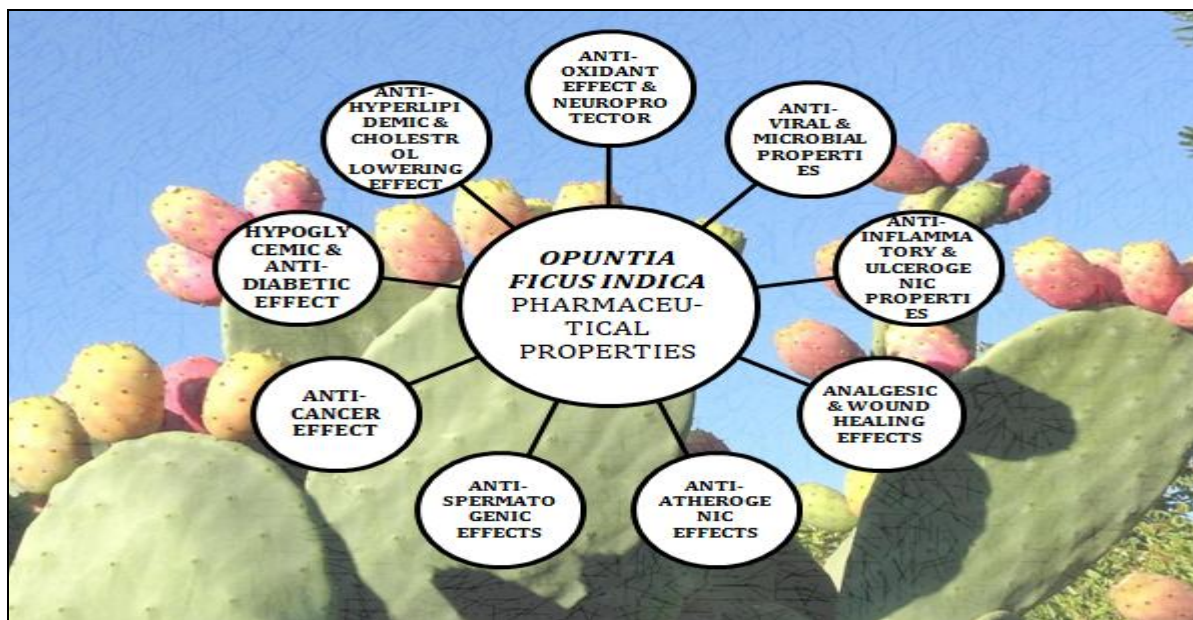 ANTI-
OXIDANT
EFFECT &
NEUROPRO
TECTOR
ANTI-
VIRAL &
MICROBIAL
PROPERTI
ES
ANTI-
INFLAMMA
TORY &
ULCEROGE
NIC
PROPERTI
ES
ANALGESIC
& WOUND
HEALING
EFFECTS
ANTI-
ATHEROGE
NIC
EFFECTS
ANTI-
SPERMATO
GENIC
EFFECTS
ANTI-
CANCER
EFFECT
HYPOGLY
CEMIC &
ANTI-
DIABETIC
EFFECT
ANTI-
HYPERLIPI
DEMIC &
CHOLESTR
OL
LOWERING
EFFECT
OPUNTIA
FICUS INDICA
PHARMACEU-
TICAL
PROPERTIES